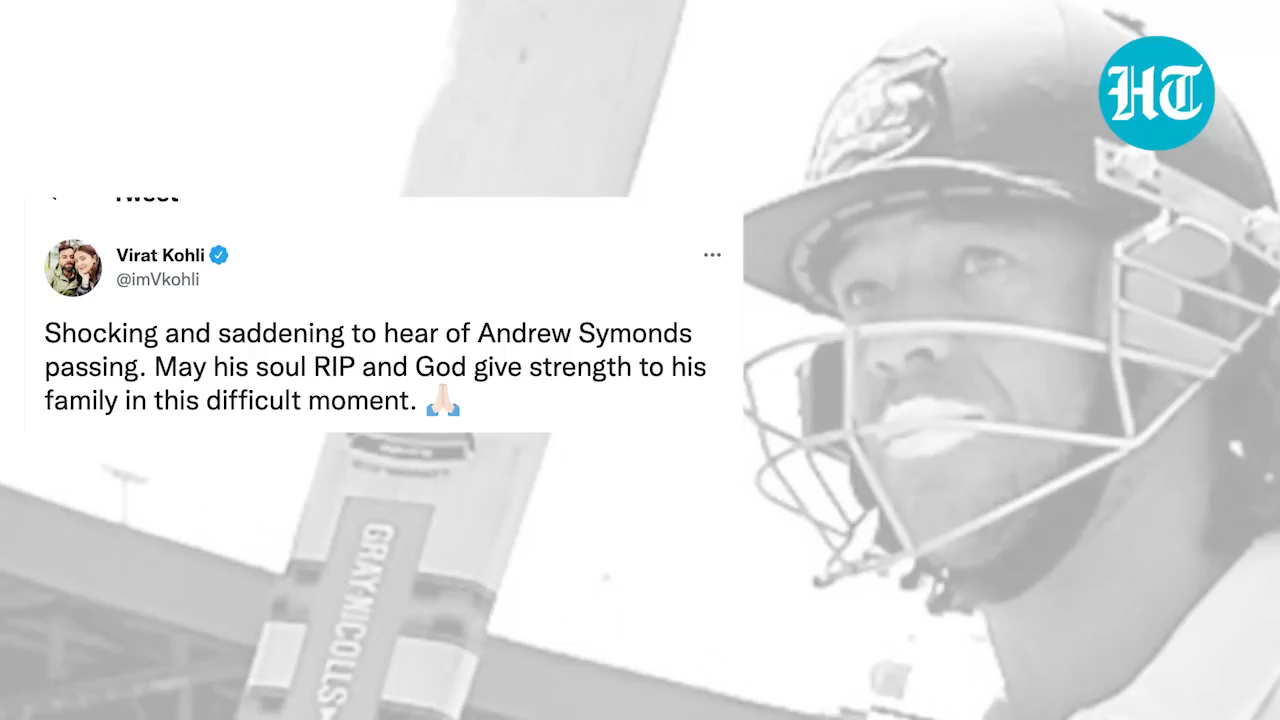 HT
Tweet
Virat Kohli
@imVkohli
Shocking and saddening to hear of Andrew Symonds
passing. May his soul RIP and God give strength to his
family in this difficult moment. 🙏🏻
GRAY-NICOLLS